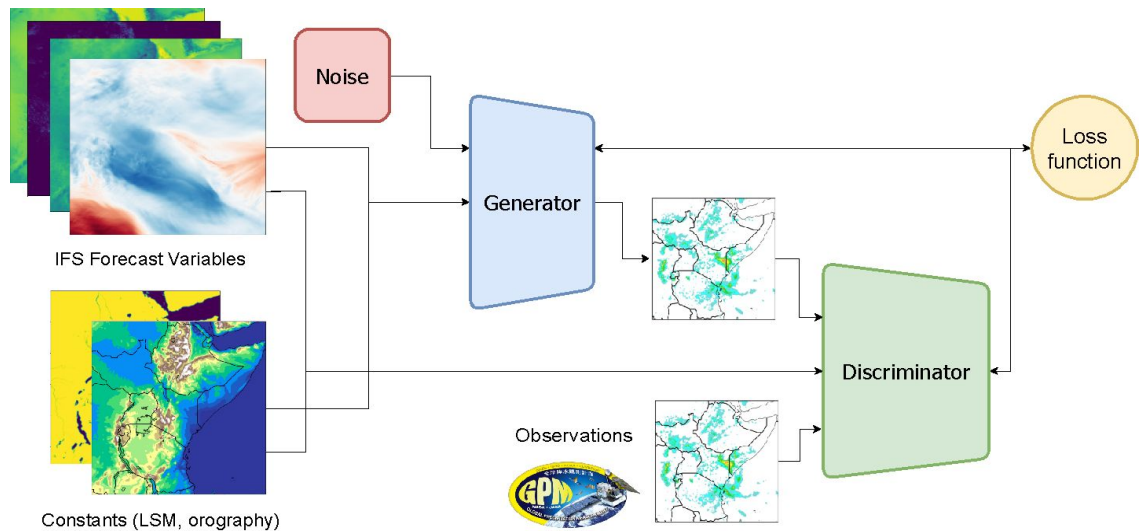 Noise
Loss
function
Generator
IFS Forecast Variables
Discriminator
Observations
GPM
Constants (LSM, orography)